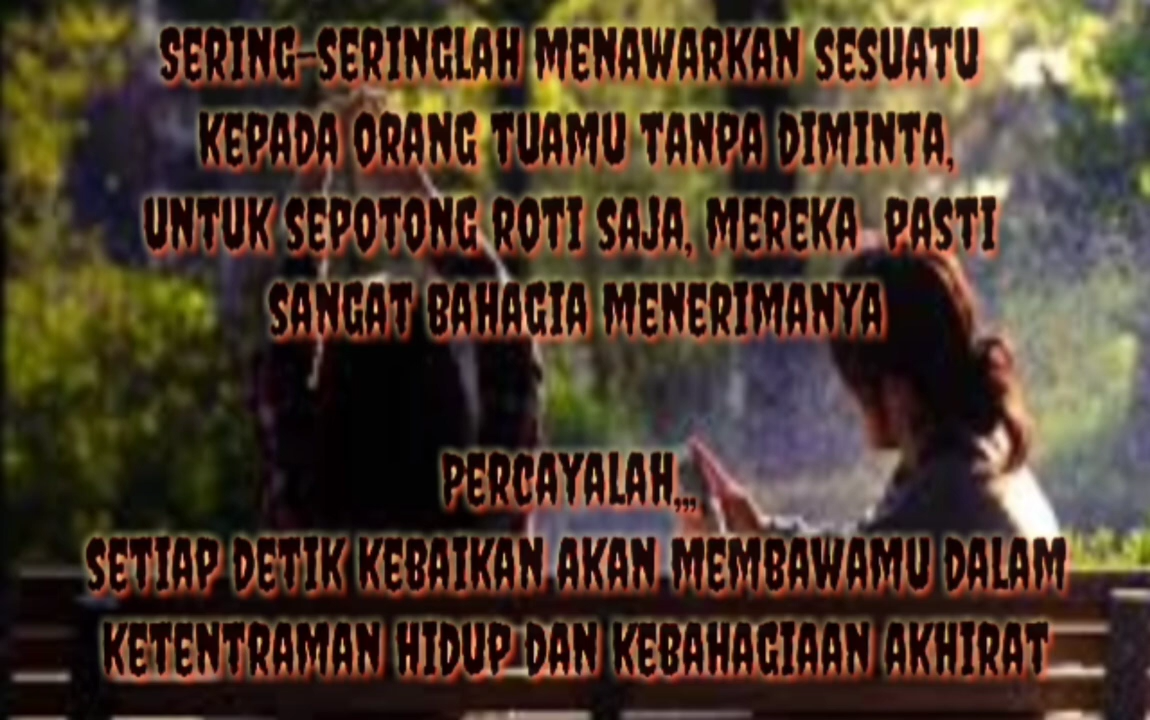 SERING-SERINGLAH MENAWARKAN SESUATU
KEPADA ORANG TUAMU TANPA DIMINTA,
UNTUK SEPOTONG ROTI SAJA, MEREKA PASTI
SANGAT BAHAGIA MENERIMANYA
PERCAYALAH,,,
SETIAP DETIK KEBAIKAN AKAN MEMBAWAMU DALAM
KETENTRAMAN HIDUP DAN KEBAHAGIAAN AKHIRAT